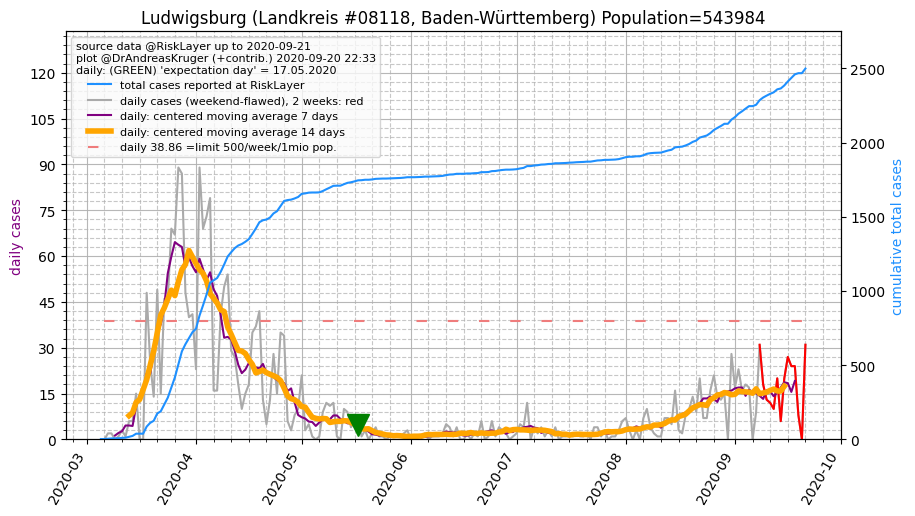 Ludwigsburg (Landkreis #08118, Baden-Württemberg) Population=543984
source data @RiskLayer up to 2020-09-21
plot @DrAndreasKruger (+contrib.) 2020-09-20 22:33
daily: (GREEN) 'expectation day' = 17.05.2020
total cases reported at RiskLayer
daily cases (weekend-flawed), 2 weeks: red
daily: centered moving average 7 days
daily: centered moving average 14 days
daily 38.86 =limit 500/week/1mio pop.
daily cases
120
105
90
75
60
45
30
15
0
cumulative total cases
2500
2000
1500
1000
500
0
2020-03
2020-04
2020-05
2020-06
2020-07
2020-08
2020-09
2020-10